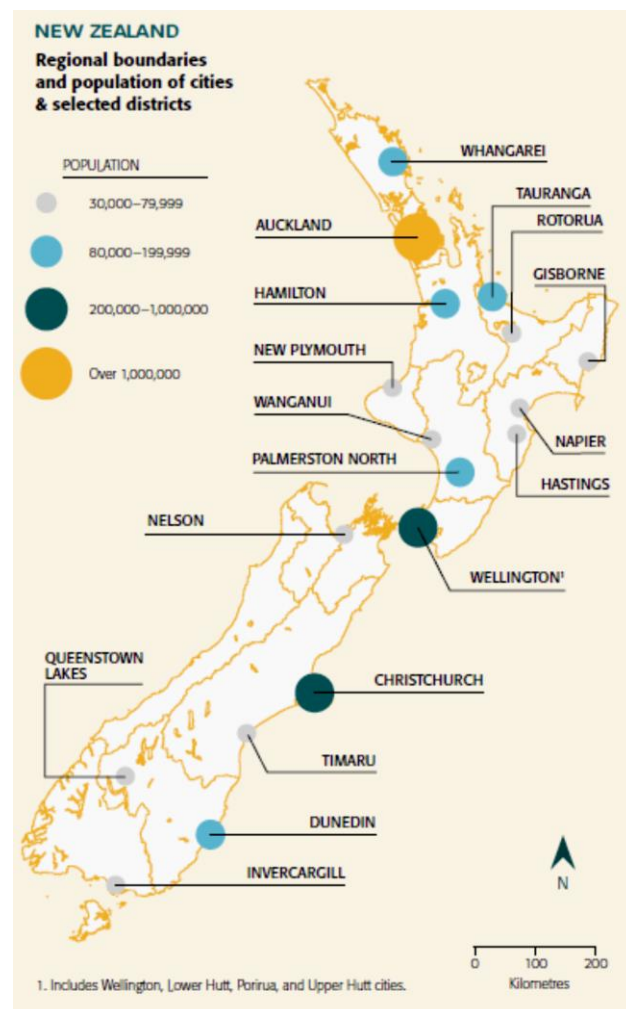 NEW ZEALAND
Regional boundaries
and population of cities
& selected districts
POPULATION
30,000–79,999
80,000–199,999
200,000–1,000,000
Over 1,000,000
WHANGAREI
TAURANGA
AUCKLAND
ROTORUA
GISBORNE
HAMILTON
NEW PLYMOUTH
WANGANUI
NAPIER
PALMERSTON NORTH
HASTINGS
NELSON
WELLINGTON¹
QUEENSTOWN
LAKES
CHRISTCHURCH
TIMARU
DUNEDIN
INVERCARGILL
N
0 100 200
Kilometres
1. Includes Wellington, Lower Hutt, Porirua, and Upper Hutt cities.